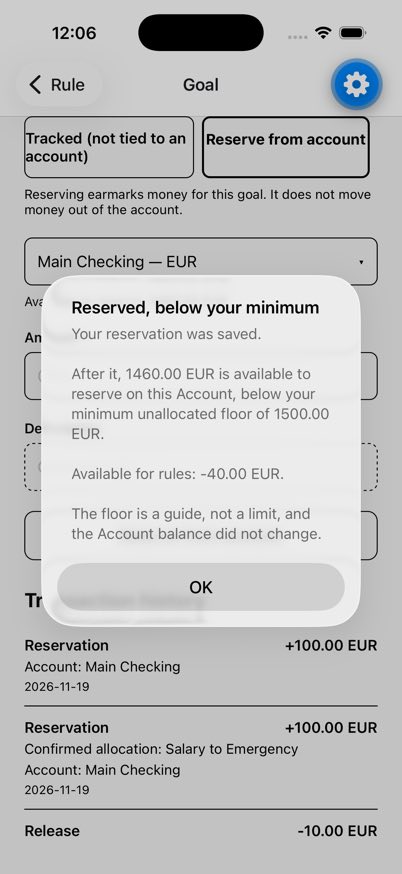 12:06
Rule
Goal
Tracked (not tied to an
account)
Reserve from account
Reserving earmarks money for this goal. It does not move
money out of the account.
Main Checking — EUR
Reserved, below your minimum
Your reservation was saved.
After it, 1460.00 EUR is available to
reserve on this Account, below your
minimum unallocated floor of 1500.00
EUR.
Available for rules: -40.00 EUR.
The floor is a guide, not a limit, and
the Account balance did not change.
OK
Reservation
+100.00 EUR
Account: Main Checking
2026-11-19
Reservation
+100.00 EUR
Confirmed allocation: Salary to Emergency
Account: Main Checking
2026-11-19
Release
-10.00 EUR